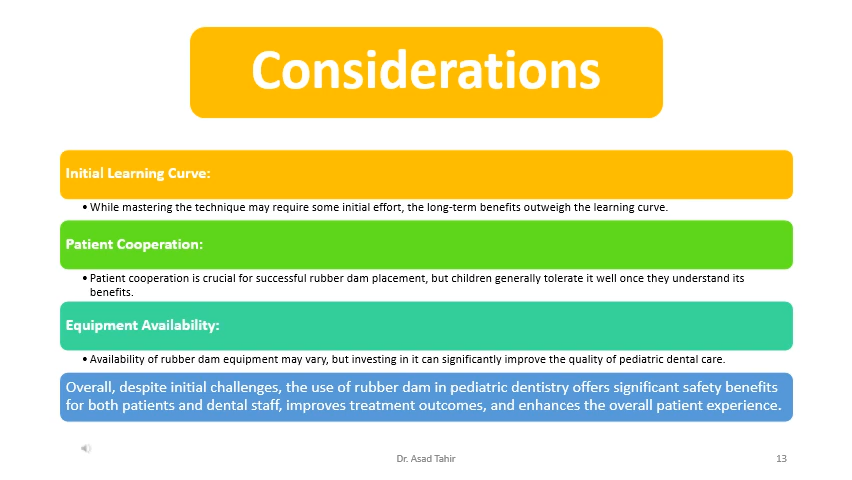 Considerations
Initial Learning Curve:
• While mastering the technique may require some initial effort, the long-term benefits outweigh the learning curve.
Patient Cooperation:
• Patient cooperation is crucial for successful rubber dam placement, but children generally tolerate it well once they understand its
benefits.
Equipment Availability:
• Availability of rubber dam equipment may vary, but investing in it can significantly improve the quality of pediatric dental care.
Overall, despite initial challenges, the use of rubber dam in pediatric dentistry offers significant safety benefits
for both patients and dental staff, improves treatment outcomes, and enhances the overall patient experience.
Dr. Asad Tahir
13